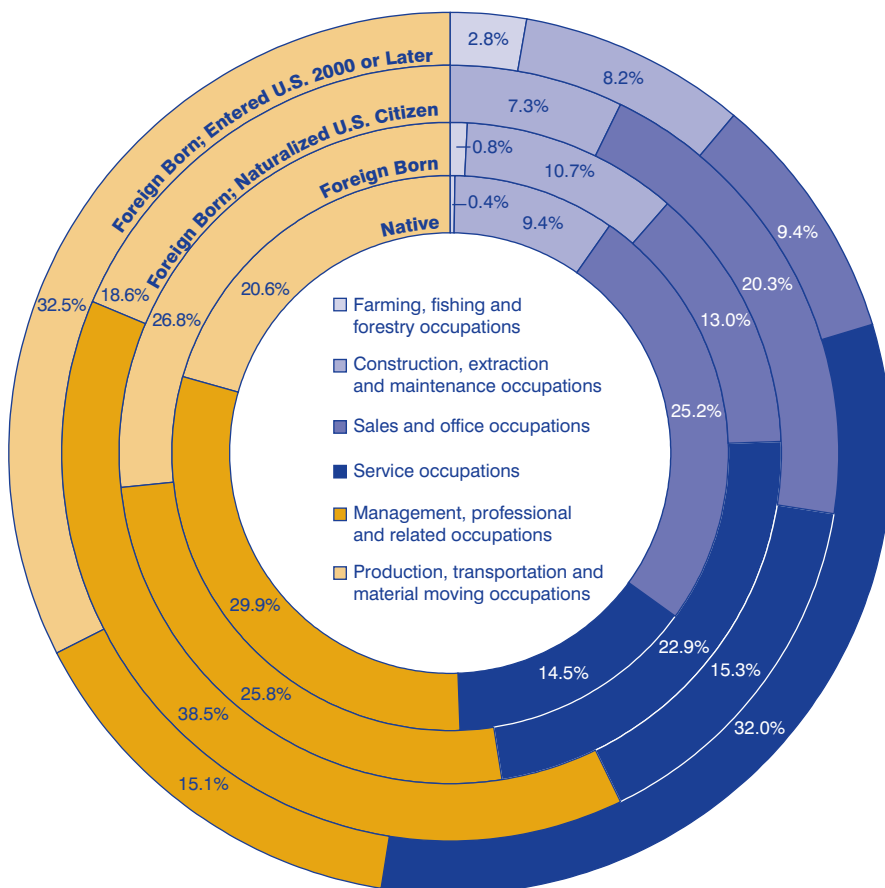 2.8%
8.2%
Foreign Born; Entered U.S. 2000 or Later
7.3%
Foreign Born; Naturalized U.S. Citizen
0.8%
10.7%
Foreign Born
0.4%
9.4%
Native
9.4%
20.3%
13.0%
32.5%
18.6%
26.8%
20.6%
Farming, fishing and
forestry occupations
Construction, extraction
and maintenance occupations
25.2%
Sales and office occupations
Service occupations
Management, professional
and related occupations
Production, transportation and
material moving occupations
29.9%
22.9%
14.5%
15.3%
25.8%
38.5%
32.0%
15.1%